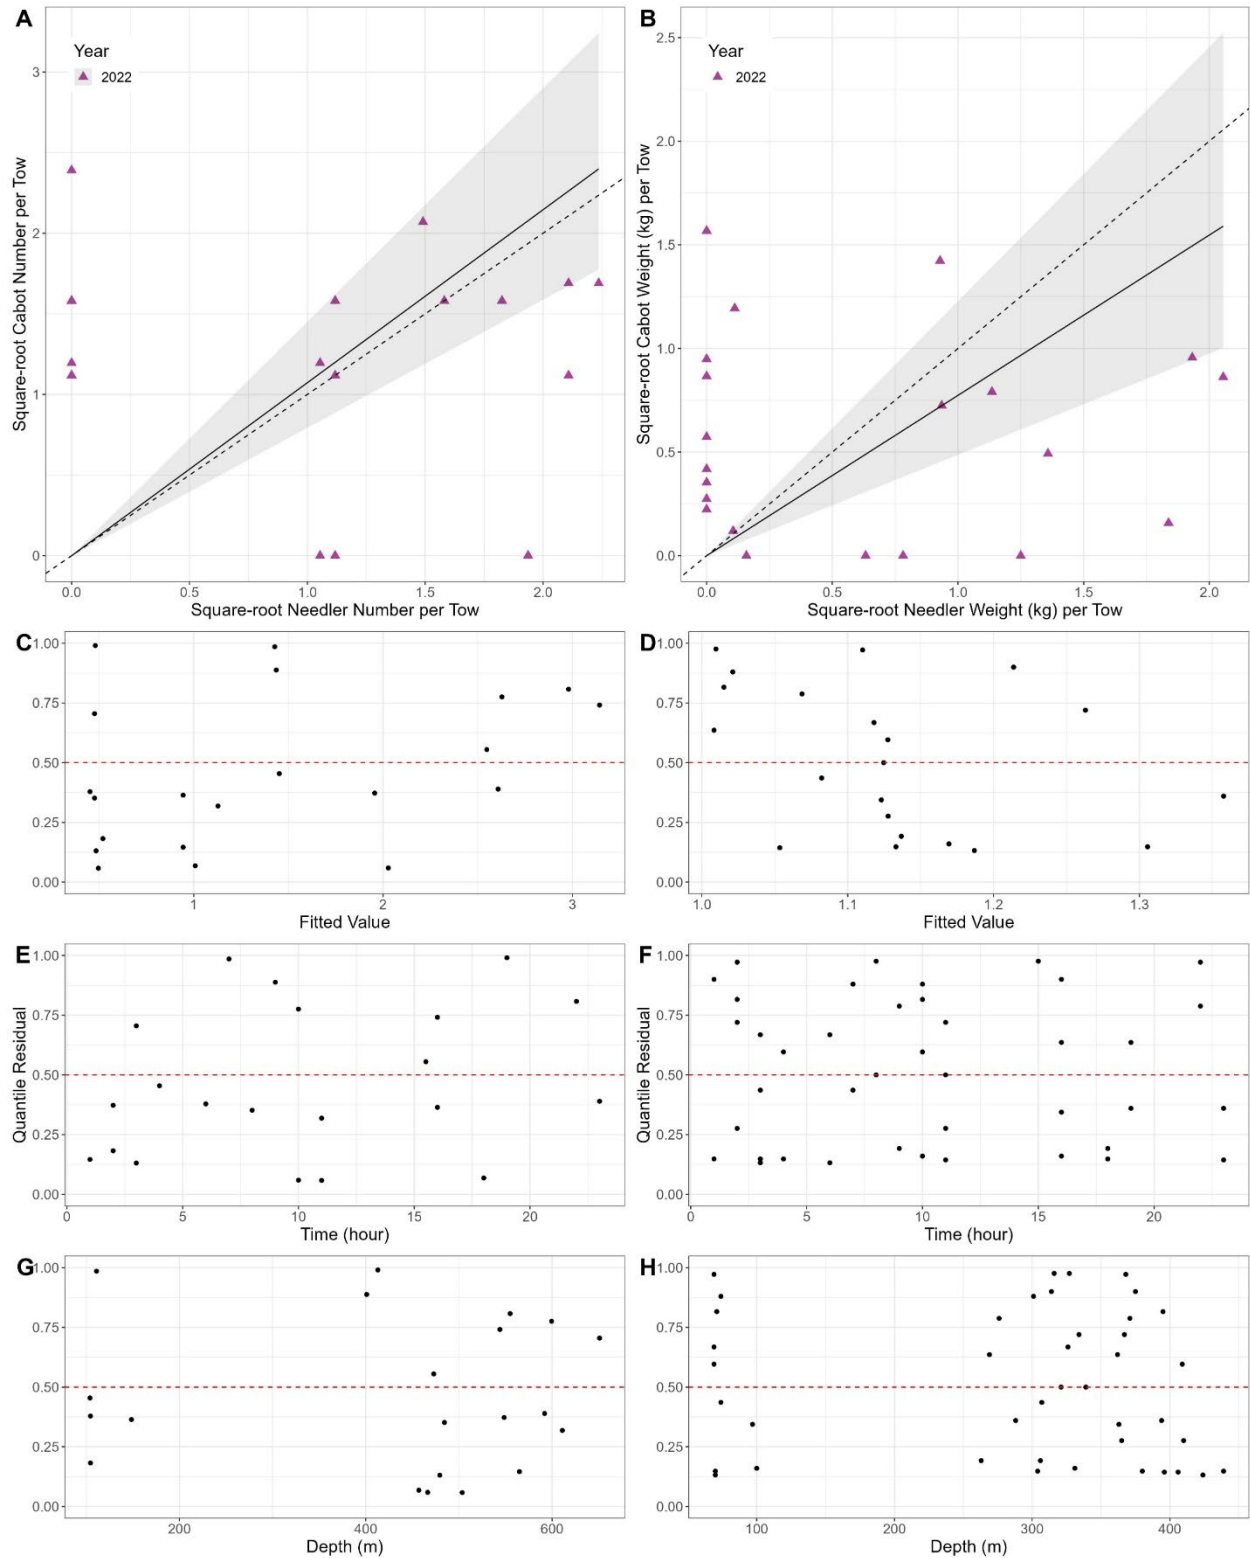 A
Year
2022
3
2
1
0
Square-root Cabot Number per Tow
0.0 0.5 1.0 1.5 2.0
Square-root Needler Number per Tow
B
Year
2022
2.5
2.0
1.5
1.0
0.5
0.0
Square-root Cabot Weight (kg) per Tow
0.0 0.5 1.0 1.5 2.0
Square-root Needler Weight (kg) per Tow
C
1.00
0.75
0.50
0.25
0.00
1 2 3
Fitted Value
D
1.00
0.75
0.50
0.25
0.00
1.0 1.1 1.2 1.3
Fitted Value
E
1.00
0.75
0.50
0.25
0.00
Quantile Residual
0 5 10 15 20
Time (hour)
F
1.00
0.75
0.50
0.25
0.00
Quantile Residual
0 5 10 15 20
Time (hour)
G
1.00
0.75
0.50
0.25
0.00
200 400 600
Depth (m)
H
1.00
0.75
0.50
0.25
0.00
100 200 300 400
Depth (m)